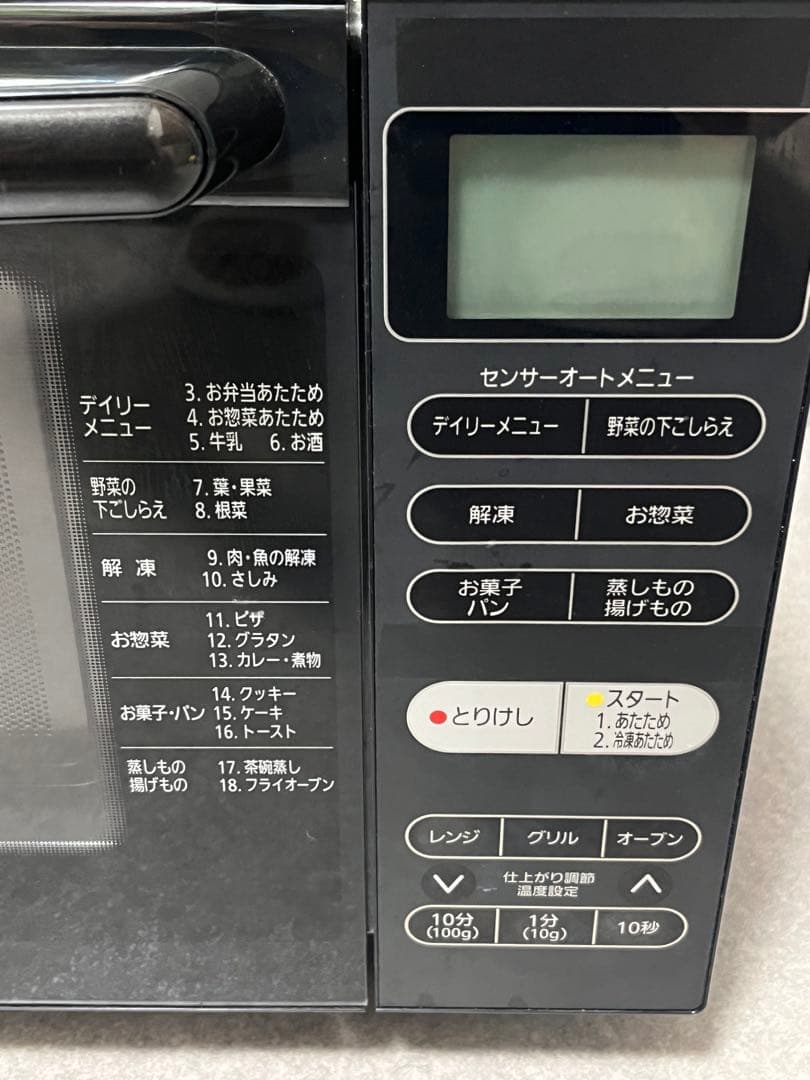 デイリー
メニュー
3. お弁当あたため
4. お惣菜あたため
5. 牛乳 6. お酒
野菜の
下ごしらえ
7. 葉・果菜
8. 根菜
解 凍
9. 肉・魚の解凍
10. さしみ
お惣菜
11. ピザ
12. グラタン
13. カレー・煮物
お菓子・パン
14. クッキー
15. ケーキ
16. トースト
蒸しもの
揚げもの
17. 茶碗蒸し
18. フライオーブン
センサーオートメニュー
デイリーメニュー 野菜の下ごしらえ
解凍 お惣菜
お菓子
パン
蒸しもの
揚げもの
とりけし
スタート
1. あたため
2. 冷凍あたため
レンジ グリル オーブン
仕上がり調節
温度設定
10分
(100g)
1分
(10g)
10秒